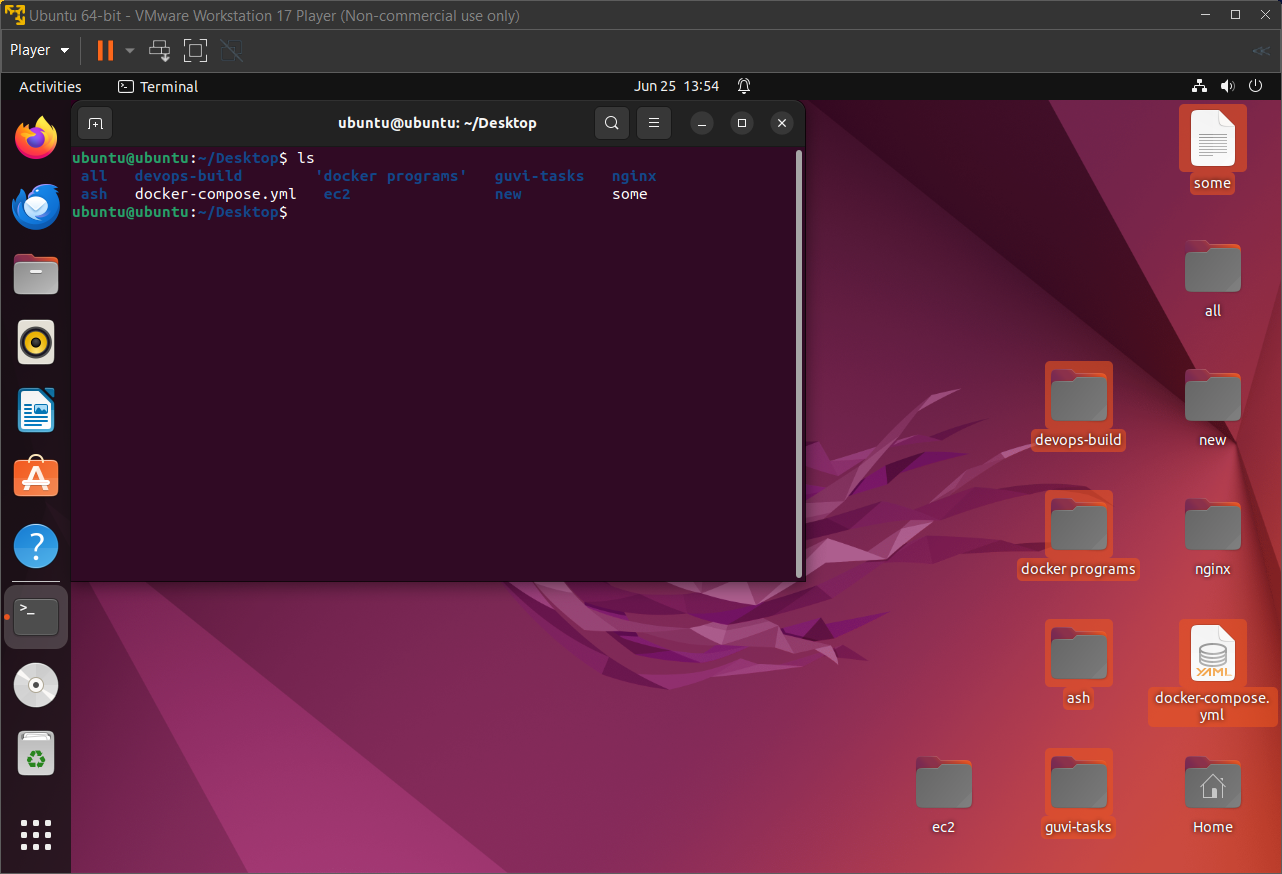 Ubuntu 64-bit - VMware Workstation 17 Player (Non-commercial use only)
Player
Activities
Terminal
Jun 25 13:54
ubuntu@ubuntu: ~/Desktop
ubuntu@ubuntu:~/Desktop$ ls
all devops-build 'docker programs' guvi-tasks nginx
ash docker-compose.yml ec2 new some
ubuntu@ubuntu:~/Desktop$
some
all
devops-build
new
docker programs
nginx
YAML
ash
docker-compose.
yml
ec2
guvi-tasks
Home